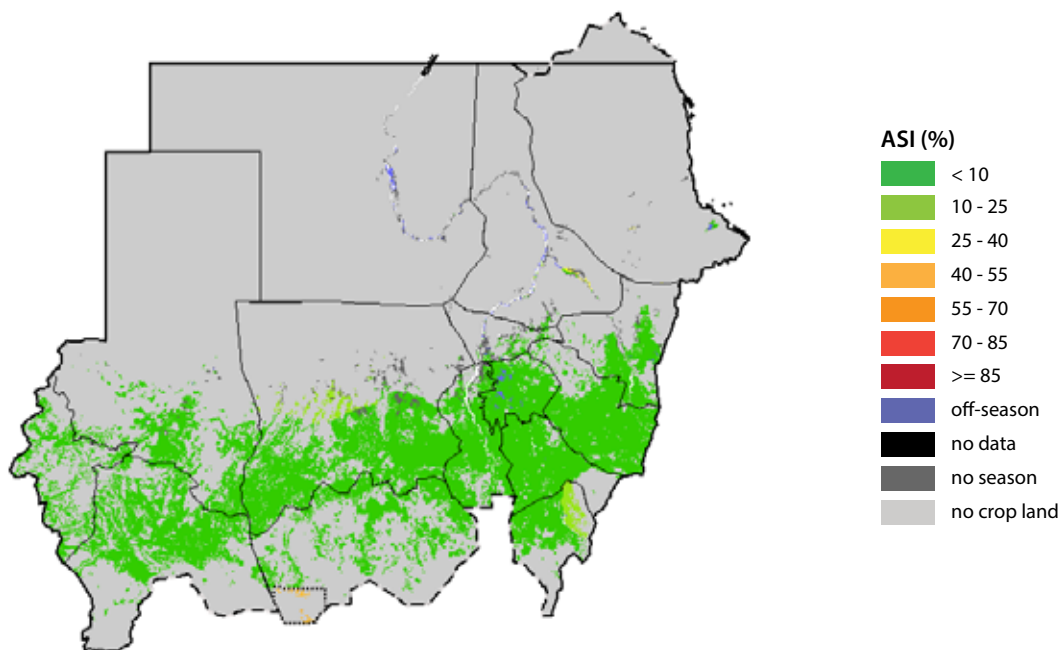 ASI (%)
< 10
10 - 25
25 - 40
40 - 55
55 - 70
70 - 85
>= 85
off-season
no data
no season
no crop land